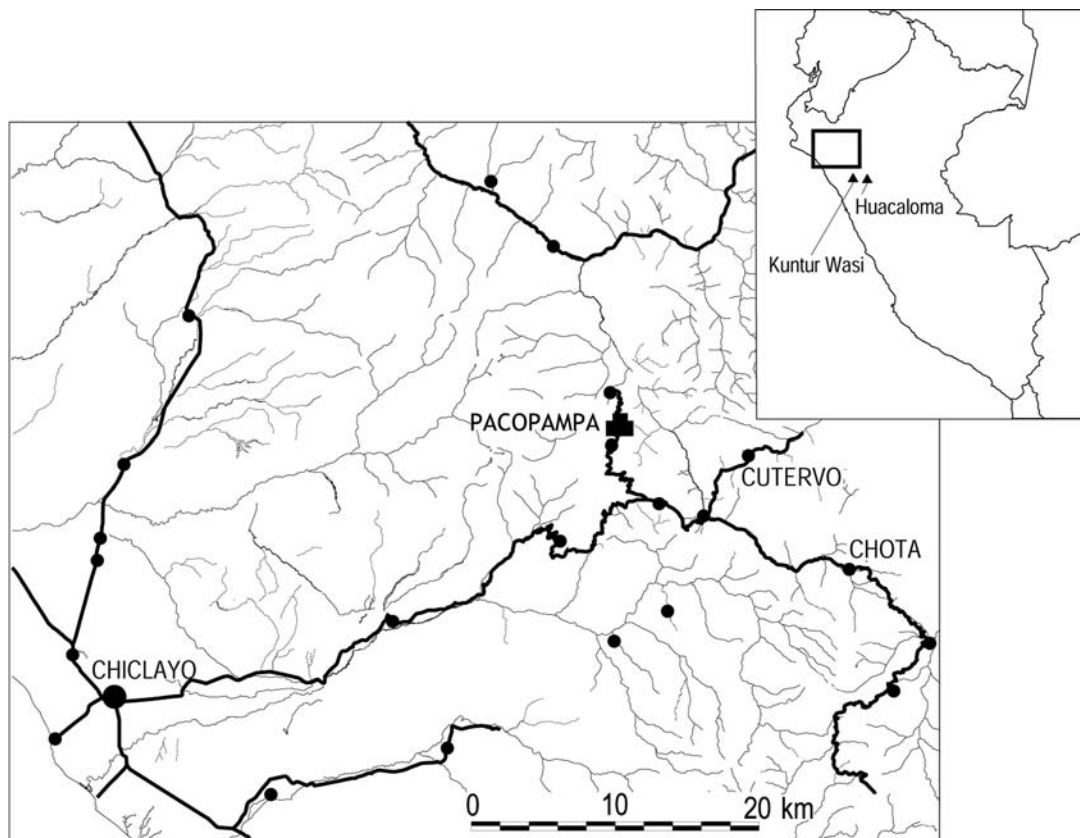 Huacaloma
Kuntur Wasi
PACOPAMPA
CUTERVO
CHOTA
CHICLAYO
0 10 20 km